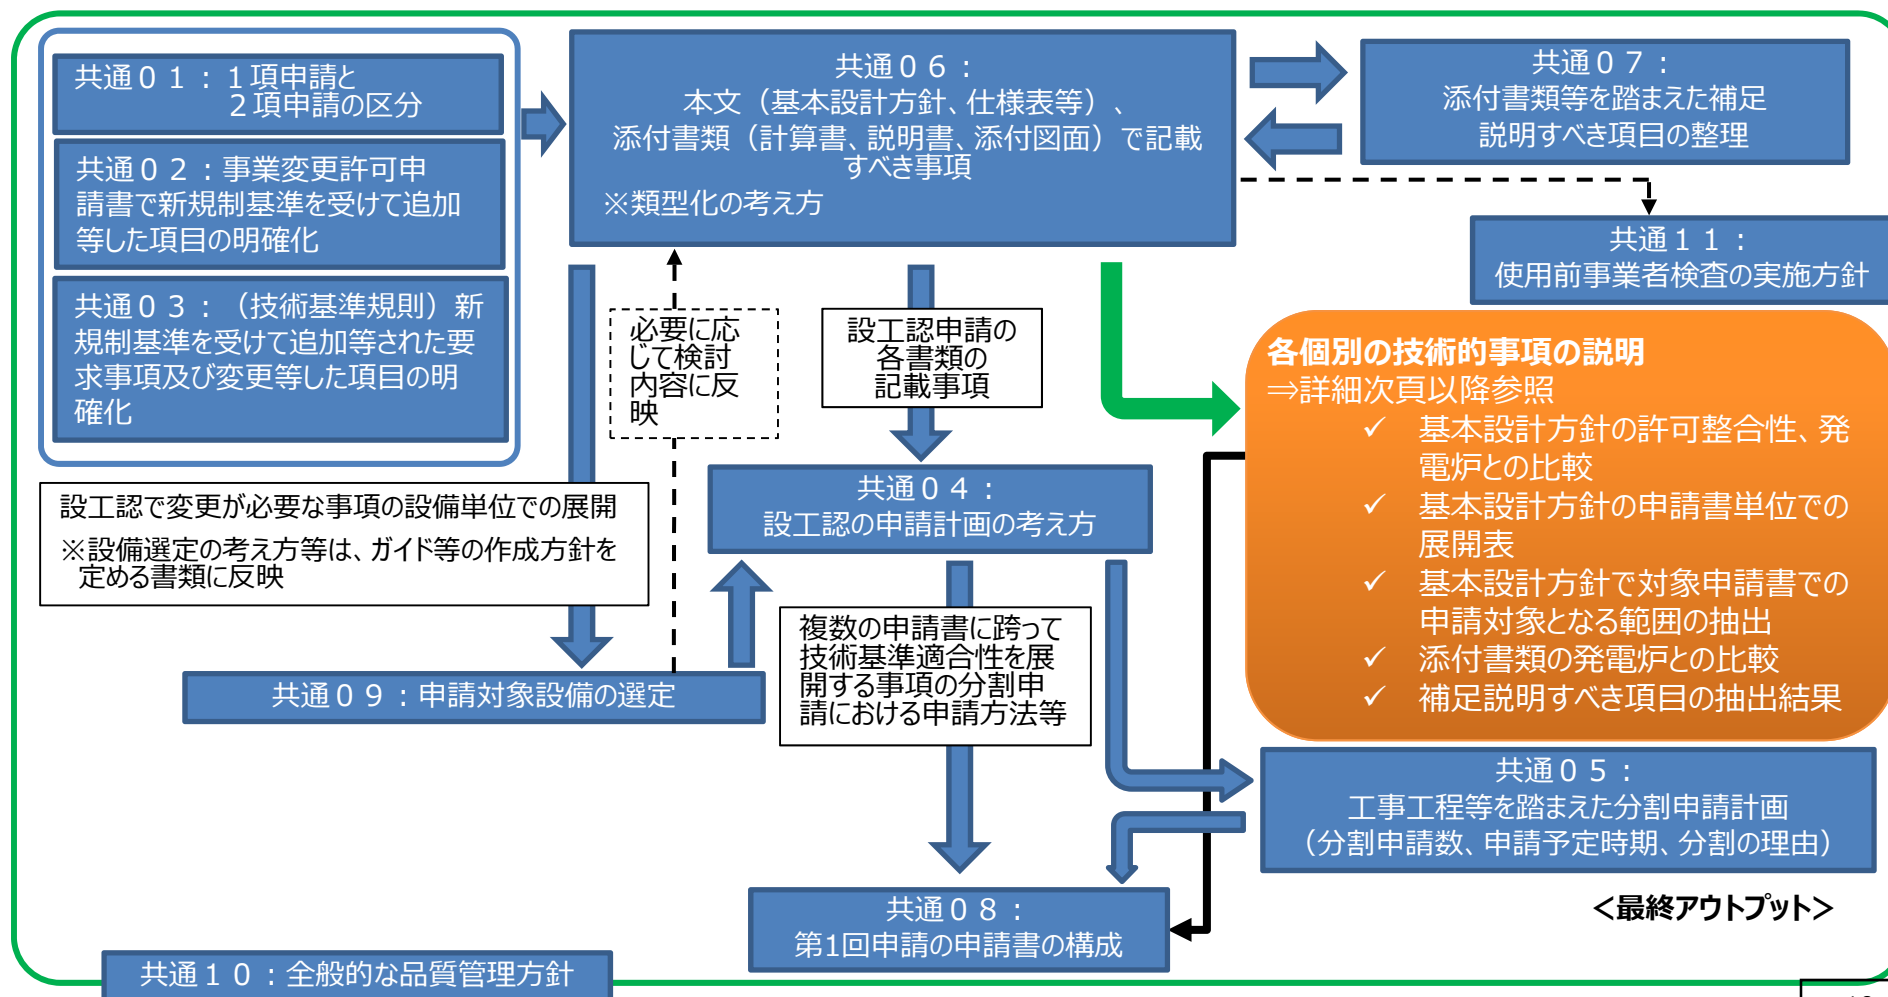 共通０１：１項申請と
２項申請の区分
共通０２：事業変更許可申
請書で新規制基準を受けて追加
等した項目の明確化
共通０３：（技術基準規則）新
規制基準を受けて追加等された要
求事項及び変更等した項目の明
確化
共通０６：
本文（基本設計方針、仕様表等）、
添付書類（計算書、説明書、添付図面）で記載
すべき事項
※類型化の考え方
共通０７：
添付書類等を踏まえた補足
説明すべき項目の整理
共通１１：
使用前事業者検査の実施方針
必要に応
じて検討
内容に反
映
設工認申請の
各書類の
記載事項
各個別の技術的事項の説明
⇒詳細次頁以降参照
✓ 基本設計方針の許可整合性、発
電炉との比較
✓ 基本設計方針の申請書単位での
展開表
✓ 基本設計方針で対象申請書での
申請対象となる範囲の抽出
✓ 添付書類の発電炉との比較
✓ 補足説明すべき項目の抽出結果
設工認で変更が必要な事項の設備単位での展開
※設備選定の考え方等は、ガイド等の作成方針を
定める書類に反映
共通０４：
設工認の申請計画の考え方
複数の申請書に跨って
技術基準適合性を展
開する事項の分割申
請における申請方法等
共通０９：申請対象設備の選定
共通０５：
工事工程等を踏まえた分割申請計画
（分割申請数、申請予定時期、分割の理由）
＜最終アウトプット＞
共通０８：
第1回申請の申請書の構成
共通１０：全般的な品質管理方針